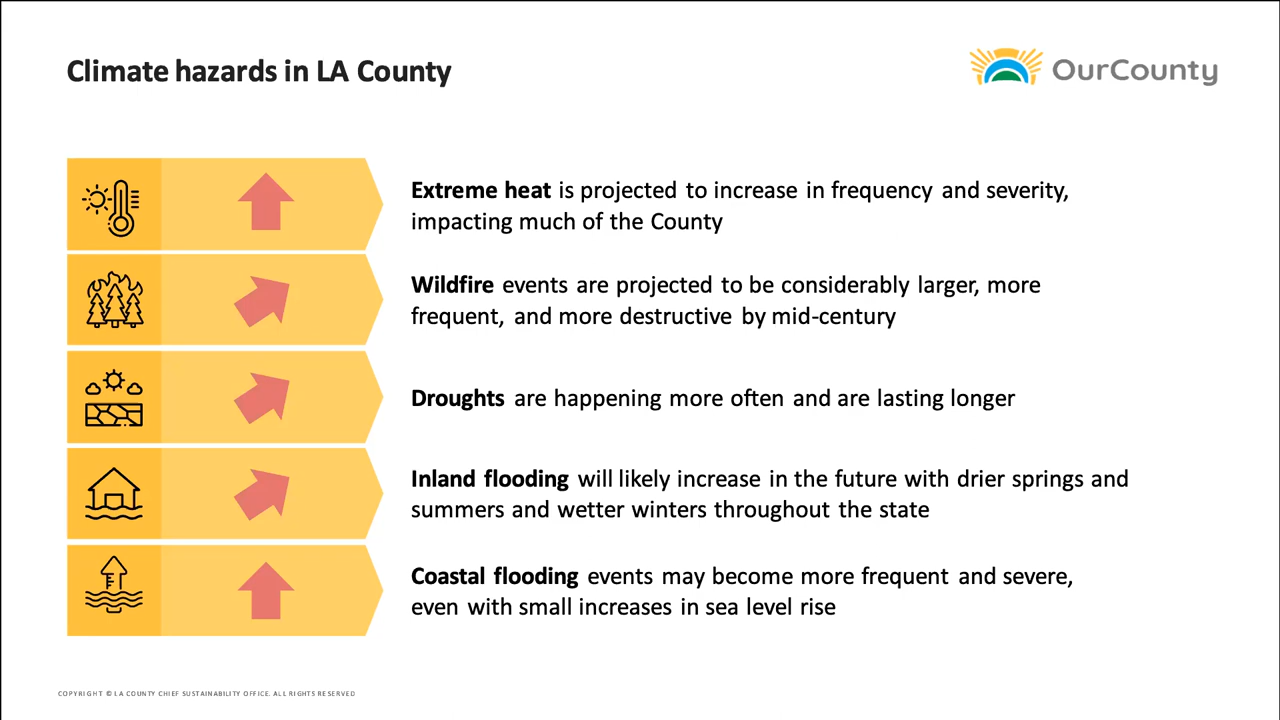 Climate hazards in LA County
OurCounty
Extreme heat is projected to increase in frequency and severity,
impacting much of the County
Wildfire events are projected to be considerably larger, more
frequent, and more destructive by mid-century
Droughts are happening more often and are lasting longer
Inland flooding will likely increase in the future with drier springs and
summers and wetter winters throughout the state
Coastal flooding events may become more frequent and severe,
even with small increases in sea level rise
COPYRIGHT © LA COUNTY CHIEF SUSTAINABILITY OFFICE. ALL RIGHTS RESERVED